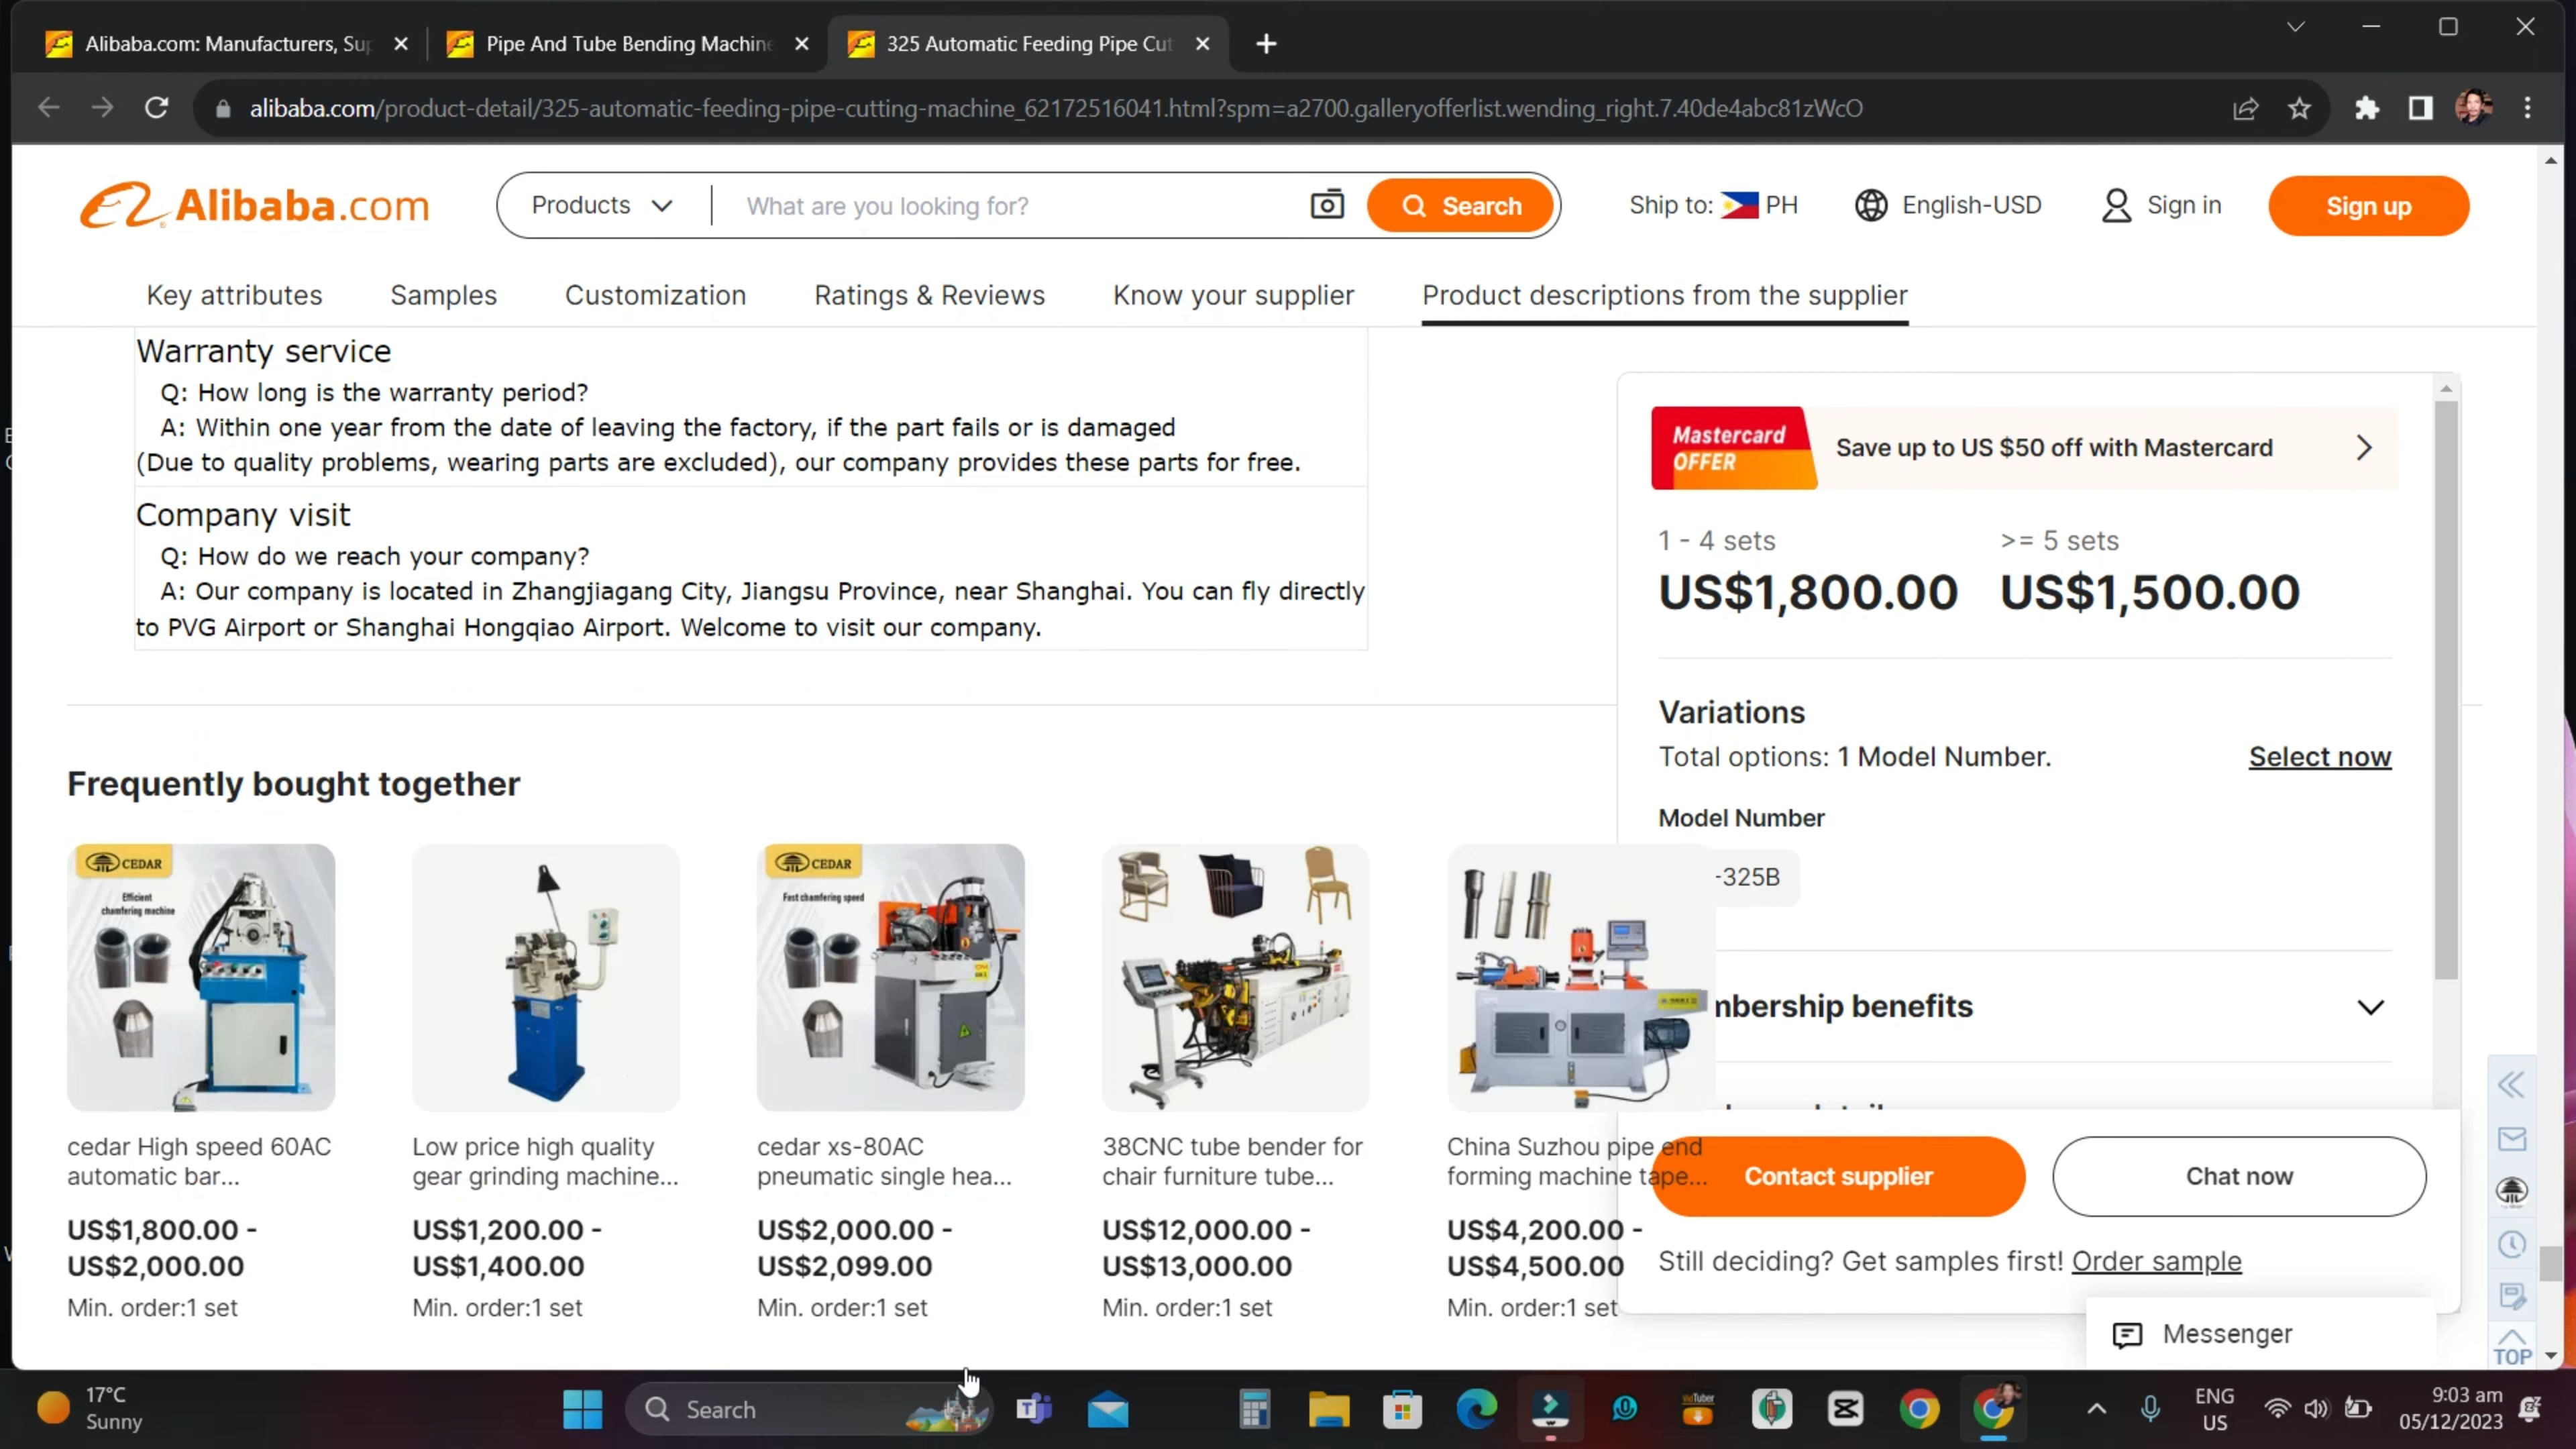 Alibaba.com: Manufacturers, Sup
Pipe And Tube Bending Machine
325 Automatic Feeding Pipe Cut
alibaba.com/product-detail/325-automatic-feeding-pipe-cutting-machine_62172516041.html?spm=a2700.galleryofferlist.wending_right.7.40de4abc81zWcO
Alibaba.com
Products
What are you looking for?
Search
Ship to: PH
English-USD
Sign in
Sign up
Key attributes
Samples
Customization
Ratings & Reviews
Know your supplier
Product descriptions from the supplier
Warranty service
Q: How long is the warranty period?
A: Within one year from the date of leaving the factory, if the part fails or is damaged
(Due to quality problems, wearing parts are excluded), our company provides these parts for free.
Company visit
Q: How do we reach your company?
A: Our company is located in Zhangjiagang City, Jiangsu Province, near Shanghai. You can fly directly
to PVG Airport or Shanghai Hongqiao Airport. Welcome to visit our company.
Mastercard
OFFER
Save up to US $50 off with Mastercard
1 - 4 sets
>= 5 sets
US$1,800.00
US$1,500.00
Variations
Total options: 1 Model Number.
Select now
Model Number
-325B
mbership benefits
Contact supplier
Chat now
Still deciding? Get samples first! Order sample
Messenger
TOP
Frequently bought together
CEDAR
Efficient
chamfering machine
CEDAR
Fast chamfering speed
cedar High speed 60AC
automatic bar...
US$1,800.00 -
US$2,000.00
Min. order:1 set
Low price high quality
gear grinding machine...
US$1,200.00 -
US$1,400.00
Min. order:1 set
cedar xs-80AC
pneumatic single hea...
US$2,000.00 -
US$2,099.00
Min. order:1 set
38CNC tube bender for
chair furniture tube...
US$12,000.00 -
US$13,000.00
Min. order:1 set
China Suzhou pipe end
forming machine tape...
US$4,200.00 -
US$4,500.00
Min. order:1 set
17°C
Sunny
Search
VidTuber
ENG
US
9:03 am
05/12/2023